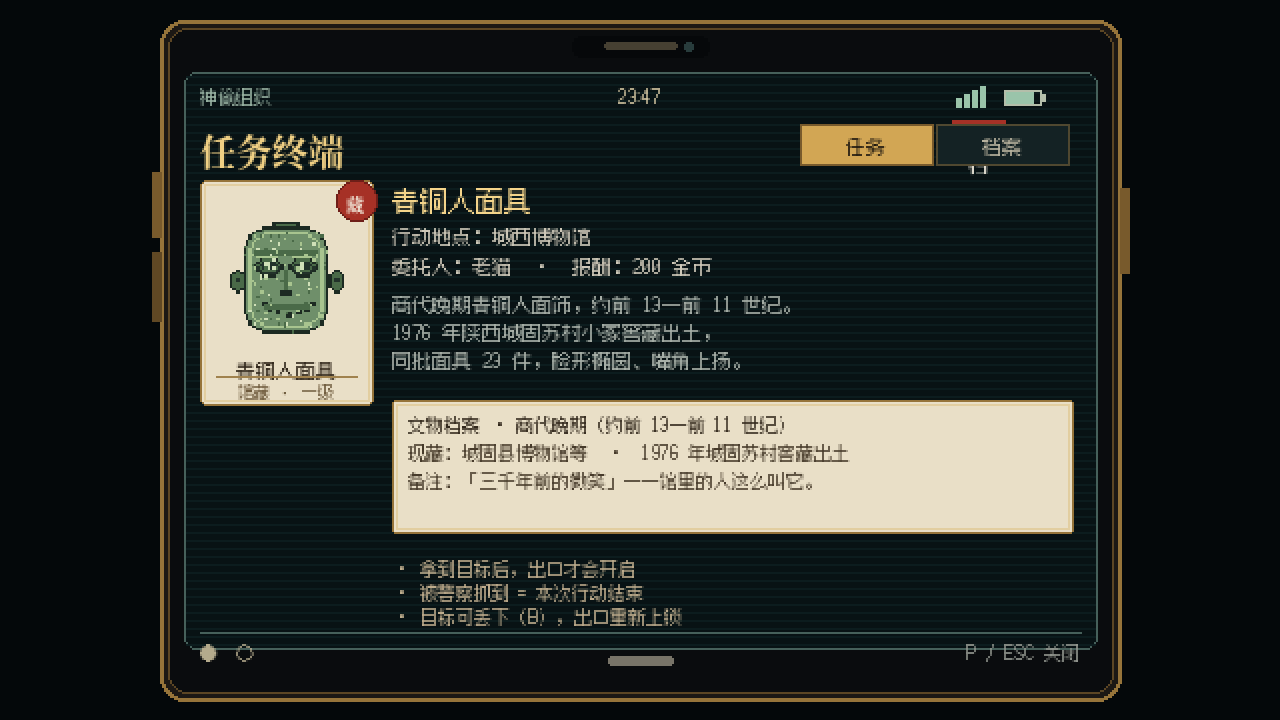 神偷组织
23:47
任务终端
任务
档案
藏
青铜人面具
馆藏 · 一级
青铜人面具
行动地点：城西博物馆
委托人：老猫 · 报酬：200 金币
商代晚期青铜人面饰，约前 13—前 11 世纪。
1976 年陕西城固苏村小冢窖藏出土，
同批面具 23 件，脸形椭圆、嘴角上扬。
文物档案 · 商代晚期（约前 13—前 11 世纪）
现藏：城固县博物馆等 · 1976 年城固苏村窖藏出土
备注：「三千年前的微笑」——馆里的人这么叫它。
· 拿到目标后，出口才会开启
· 被警察抓到 = 本次行动结束
· 目标可丢下（B），出口重新上锁
P / ESC 关闭